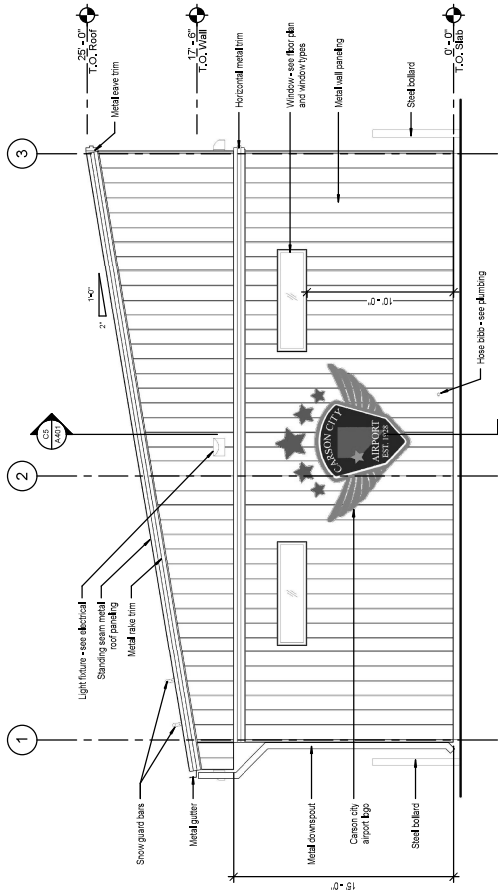 3
2
1
25' - 0"
T.O. Roof
17' - 6"
T.O. Wall
0' - 0"
T.O. Slab
Metal eave trim
Horizontal metal trim
Window - see floor plan
and window types
Metal wall paneling
Steel bollard
1'-0"
2"
10' - 0"
Hose bibb - see plumbing
C5
A401
Light fixture - see electrical
Standing seam metal
roof paneling
Metal rake trim
Snow guard bars
Metal gutter
CARSON CITY
AIRPORT
EST. 1928
Metal downspout
Carson city
airport logo
Steel bollard
15' - 0"